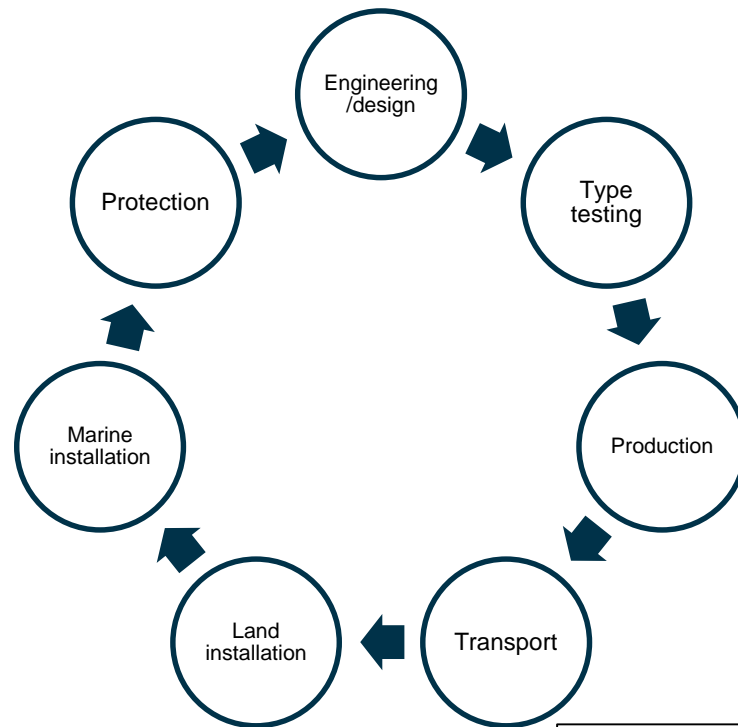 Engineering
/design
Type
testing
Production
Transport
Land
installation
Marine
installation
Protection